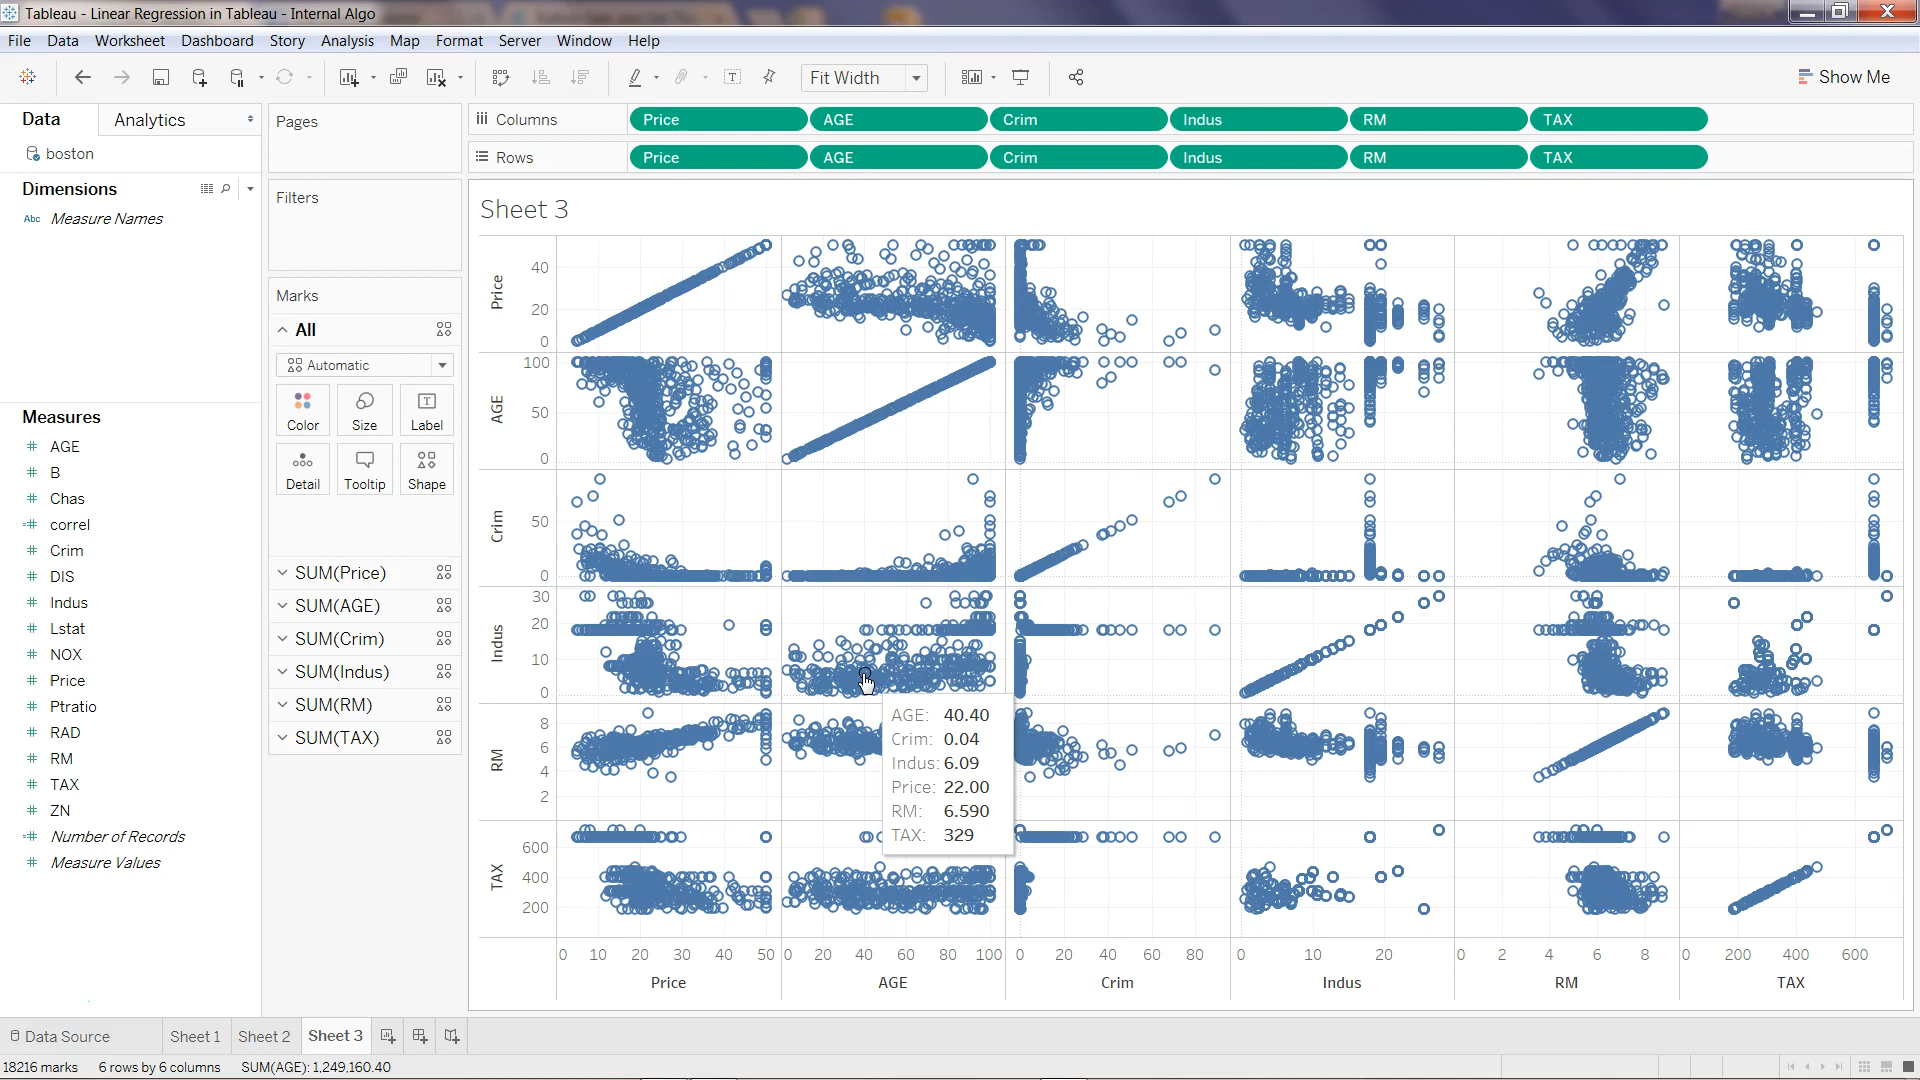 Tableau - Linear Regression in Tableau - Internal Algo
File Data Worksheet Dashboard Story Analysis Map Format Server Window Help
Fit Width
Show Me
Data
Analytics
boston
Dimensions
Abc Measure Names
Measures
AGE
B
Chas
correl
Crim
DIS
Indus
Lstat
NOX
Price
Ptratio
RAD
RM
TAX
ZN
Number of Records
Measure Values
Pages
Filters
Marks
All
Automatic
Color Size Label
Detail Tooltip Shape
SUM(Price)
SUM(AGE)
SUM(Crim)
SUM(Indus)
SUM(RM)
SUM(TAX)
Columns Price AGE Crim Indus RM TAX
Rows Price AGE Crim Indus RM TAX
Sheet 3
Price
40
20
0
AGE
100
50
0
Crim
50
0
Indus
30
20
10
0
RM
8
6
4
2
TAX
600
400
200
AGE: 40.40
Crim: 0.04
Indus: 6.09
Price: 22.00
RM: 6.590
TAX: 329
0 10 20 30 40 50 0 20 40 60 80 100 0 20 40 60 80 0 20 0 2 4 6 8 0 200 400 600
Price AGE Crim Indus RM TAX
Data Source Sheet 1 Sheet 2 Sheet 3
18216 marks 6 rows by 6 columns SUM(AGE): 1,249,160.40